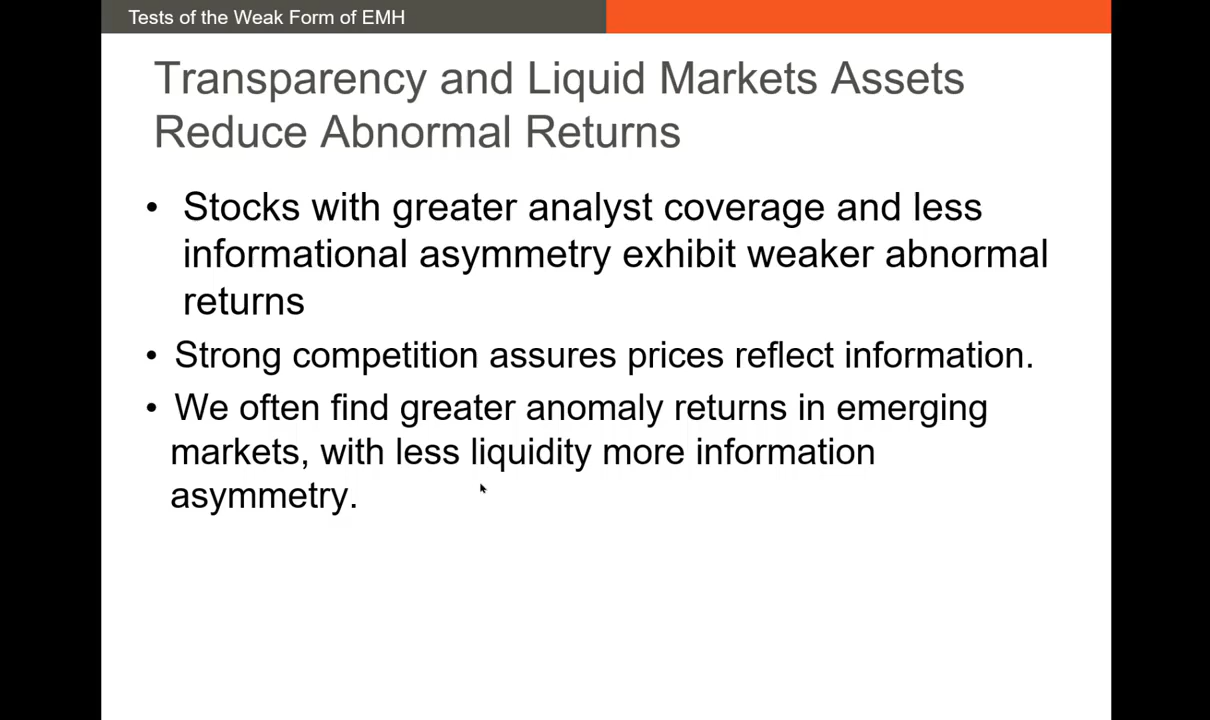 Tests of the Weak Form of EMH
Transparency and Liquid Markets Assets
Reduce Abnormal Returns
• Stocks with greater analyst coverage and less
informational asymmetry exhibit weaker abnormal
returns
• Strong competition assures prices reflect information.
• We often find greater anomaly returns in emerging
markets, with less liquidity more information
asymmetry.